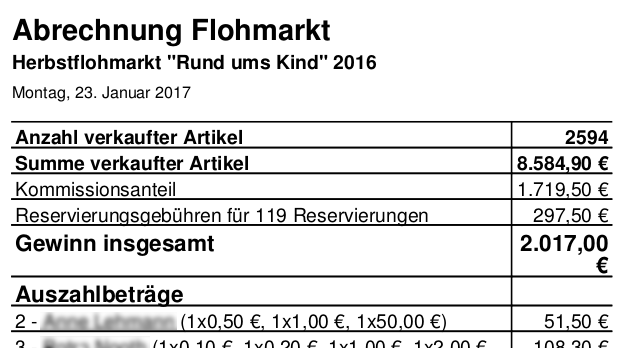 Abrechnung Flohmarkt
Herbstflohmarkt "Rund ums Kind" 2016
Montag, 23. Januar 2017
Anzahl verkaufter Artikel 2594
Summe verkaufter Artikel 8.584,90 €
Kommissionsanteil 1.719,50 €
Reservierungsgebühren für 119 Reservierungen 297,50 €
Gewinn insgesamt 2.017,00
€
Auszahlbeträge
2 - (1x0,50 €, 1x1,00 €, 1x50,00 €) 51,50 €
3 - (1x0,10 €, 1x0,20 €, 1x1,00 €, 1x2,00 € 108,30 €